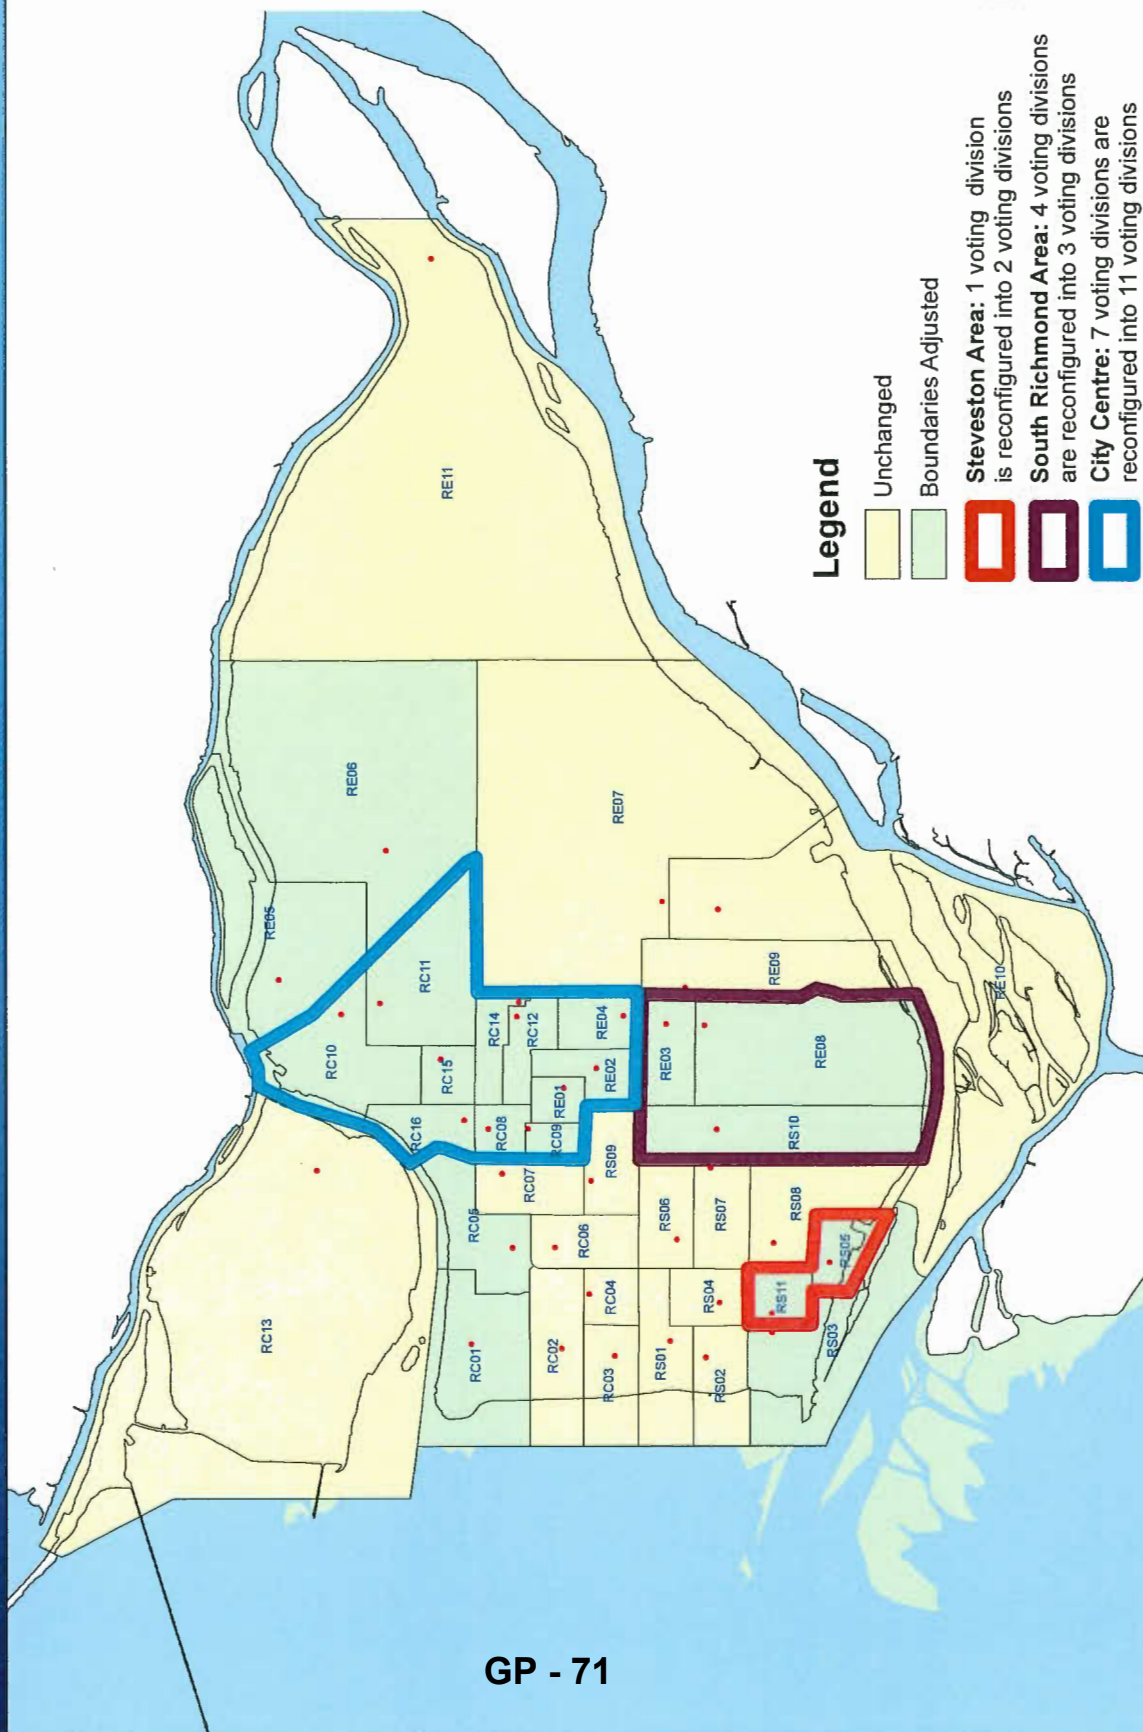 Legend
Unchanged
Boundaries Adjusted
Steveston Area: 1 voting division
is reconfigured into 2 voting divisions
South Richmond Area: 4 voting divisions
are reconfigured into 3 voting divisions
City Centre: 7 voting divisions are
reconfigured into 11 voting divisions
RC13
RC01
RC02
RC03
RS01
RS02
RC04
RS04
RS11
RS03
RS05
RC05
RC06
RC07
RS06
RS07
RS08
RS09
RC16
RC08
RC09
RE01
RC10
RC15
RC14
RC12
RE02
RE04
RC11
RE03
RS10
RE08
RE09
RE10
RE05
RE06
RE07
RE11
GP - 71